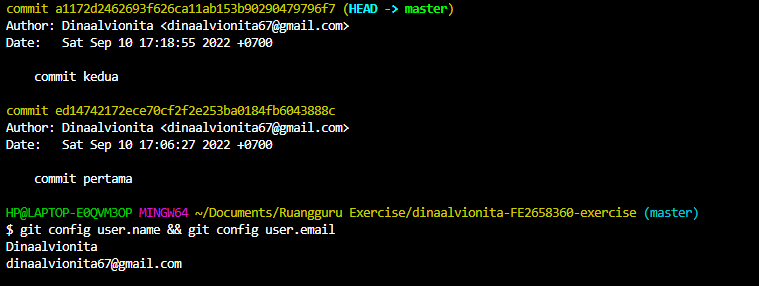 commit a1172d2462693f626ca11ab153b90290479796f7 (HEAD -> master)
Author: Dinaalvionita <dinaalvionita67@gmail.com>
Date:   Sat Sep 10 17:18:55 2022 +0700
    commit kedua
commit ed14742172ece70cf2f2e253ba0184fb6043888c
Author: Dinaalvionita <dinaalvionita67@gmail.com>
Date:   Sat Sep 10 17:06:27 2022 +0700
    commit pertama
HP@LAPTOP-E0QVM3OP MINGW64 ~/Documents/Ruangguru Exercise/dinaalvionita-FE2658360-exercise (master)
$ git config user.name && git config user.email
Dinaalvionita
dinaalvionita67@gmail.com